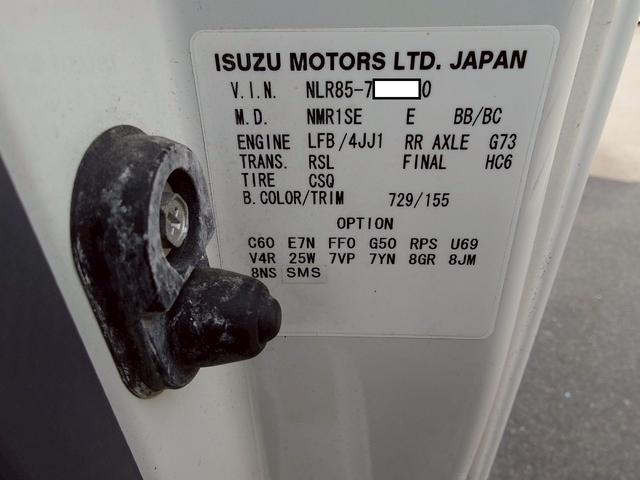 ISUZU MOTORS LTD. JAPAN
V.I.N. NLR85-7 0
M.D. NMR1SE E BB/BC
ENGINE LFB/4JJ1 RR AXLE G73
TRANS. RSL FINAL HC6
TIRE CSQ
B.COLOR/TRIM 729/155
OPTION
C60 E7N FF0 G50 RPS U69
V4R 25W 7VP 7YN 8GR 8JM
8NS SMS